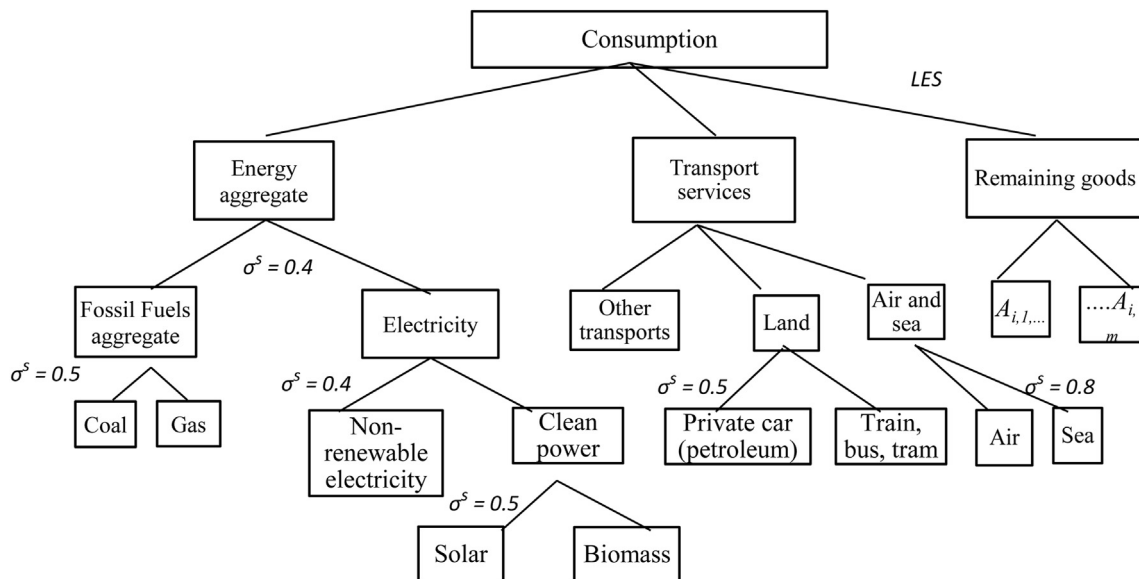 Consumption
LES
Energy
aggregate
Transport
services
Remaining goods
σˢ = 0.4
Fossil Fuels
aggregate
Electricity
Other
transports
Land
Air and
sea
A i,1,...
....A i,
m
σˢ = 0.5
σˢ = 0.4
σˢ = 0.5
σˢ = 0.8
Coal
Gas
Non-
renewable
electricity
Clean
power
Private car
(petroleum)
Train,
bus, tram
Air
Sea
σˢ = 0.5
Solar
Biomass